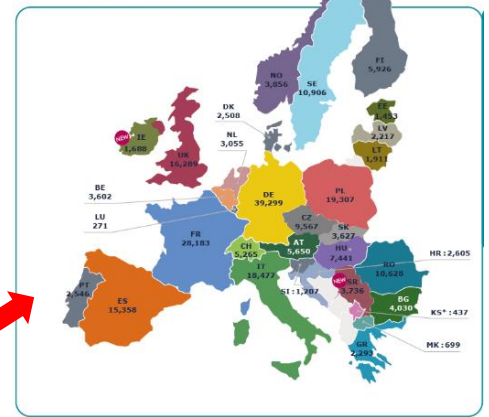 FI
5,926
NO
3,856
SE
10,906
EE
1,453
DK
2,508
LV
2,217
NEW
IE
1,688
NL
3,055
LT
1,911
UK
16,289
BE
3,602
DE
39,299
PL
19,307
LU
271
CZ
9,567
SK
3,627
FR
28,183
AT
5,650
HU
7,441
CH
5,265
HR:2,605
RO
10,628
IT
18,477
NEW
SR
3,736
PT
2,546
SI:1,207
BG
4,030
ES
15,358
KS*:437
MK:699
GR
2,293